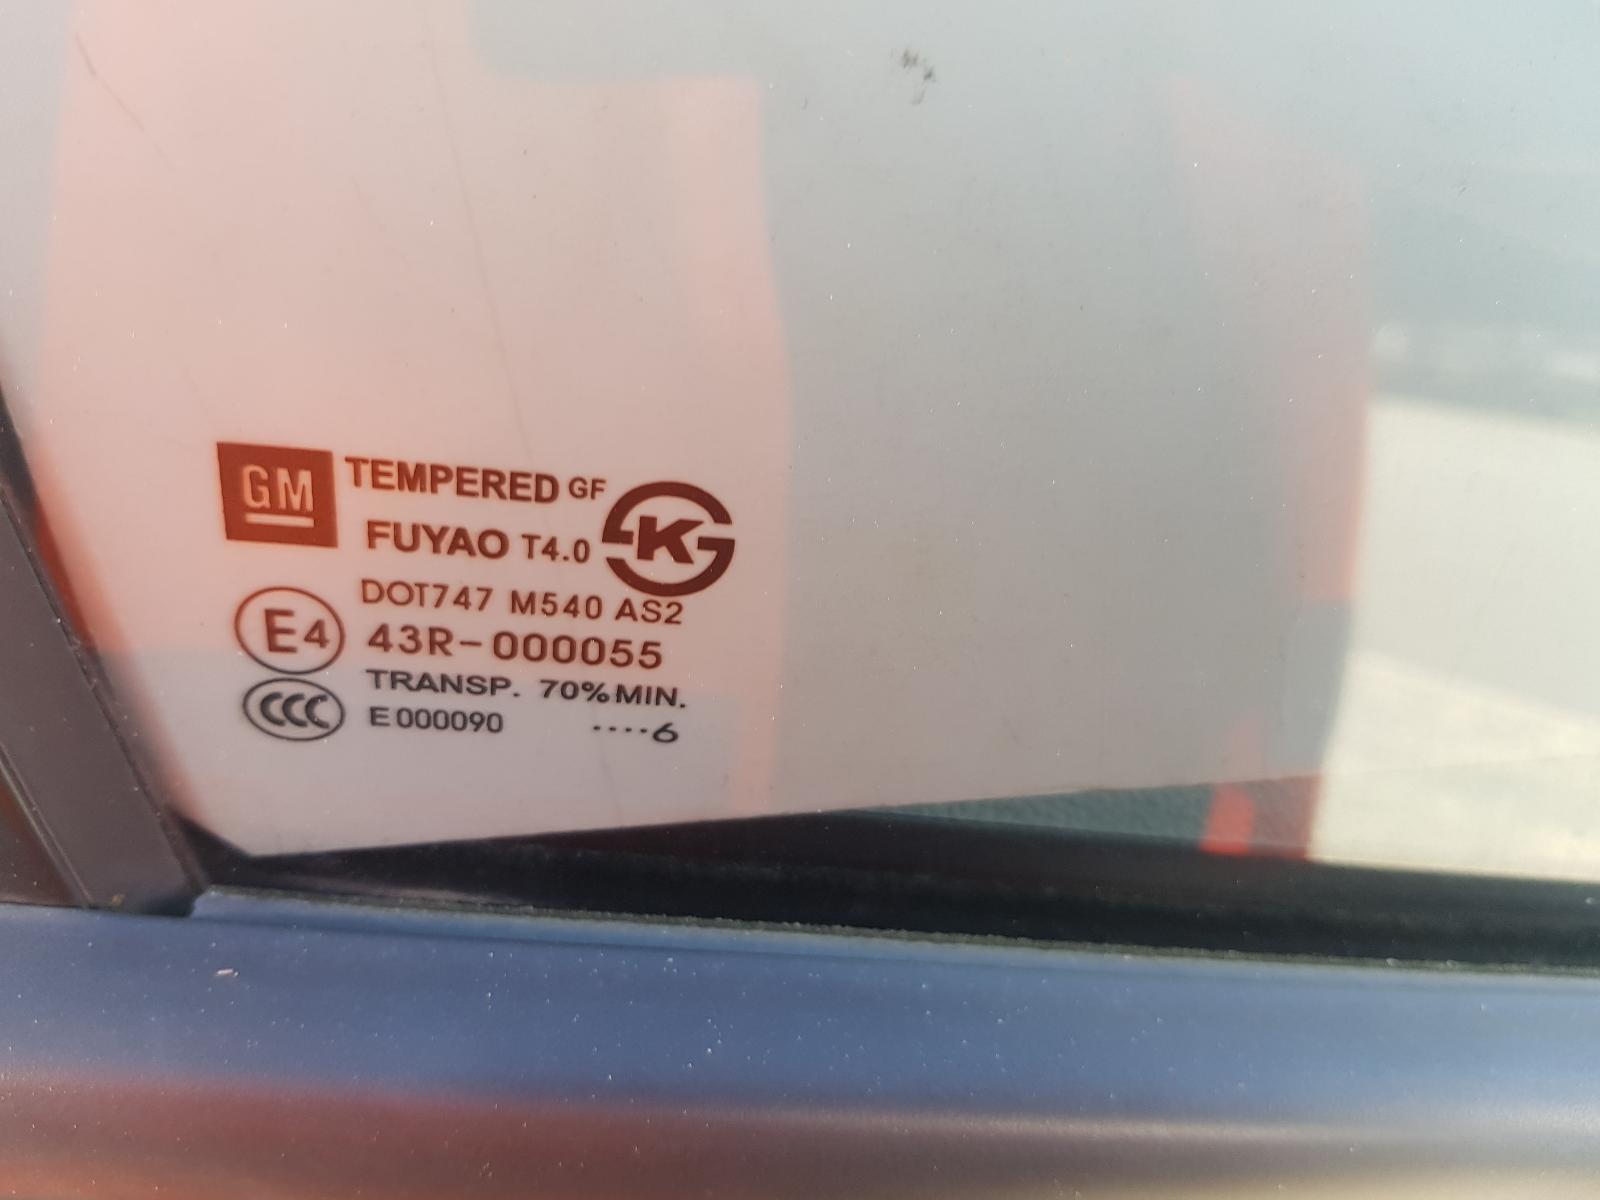 GM TEMPERED GF
FUYAO T4.0 K
DOT747 M540 AS2
E4 43R-000055
TRANSP. 70% MIN.
CCC E000090 ....6